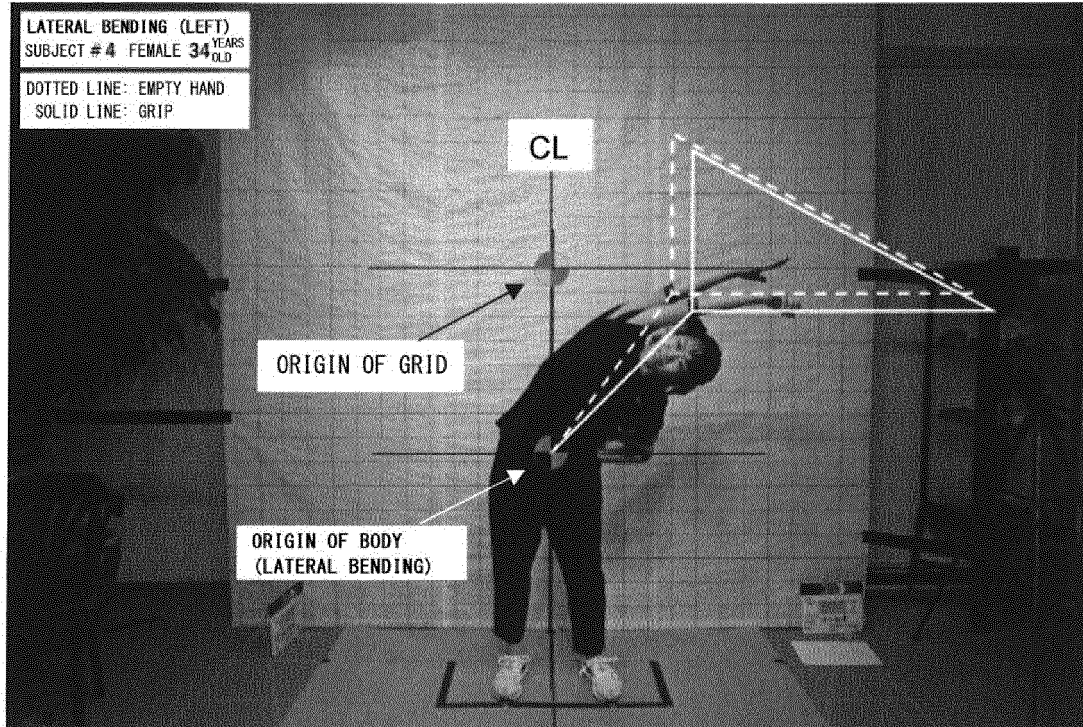 LATERAL BENDING (LEFT)
SUBJECT #4 FEMALE 34 YEARS OLD
DOTTED LINE: EMPTY HAND
SOLID LINE: GRIP
CL
ORIGIN OF GRID
ORIGIN OF BODY
(LATERAL BENDING)